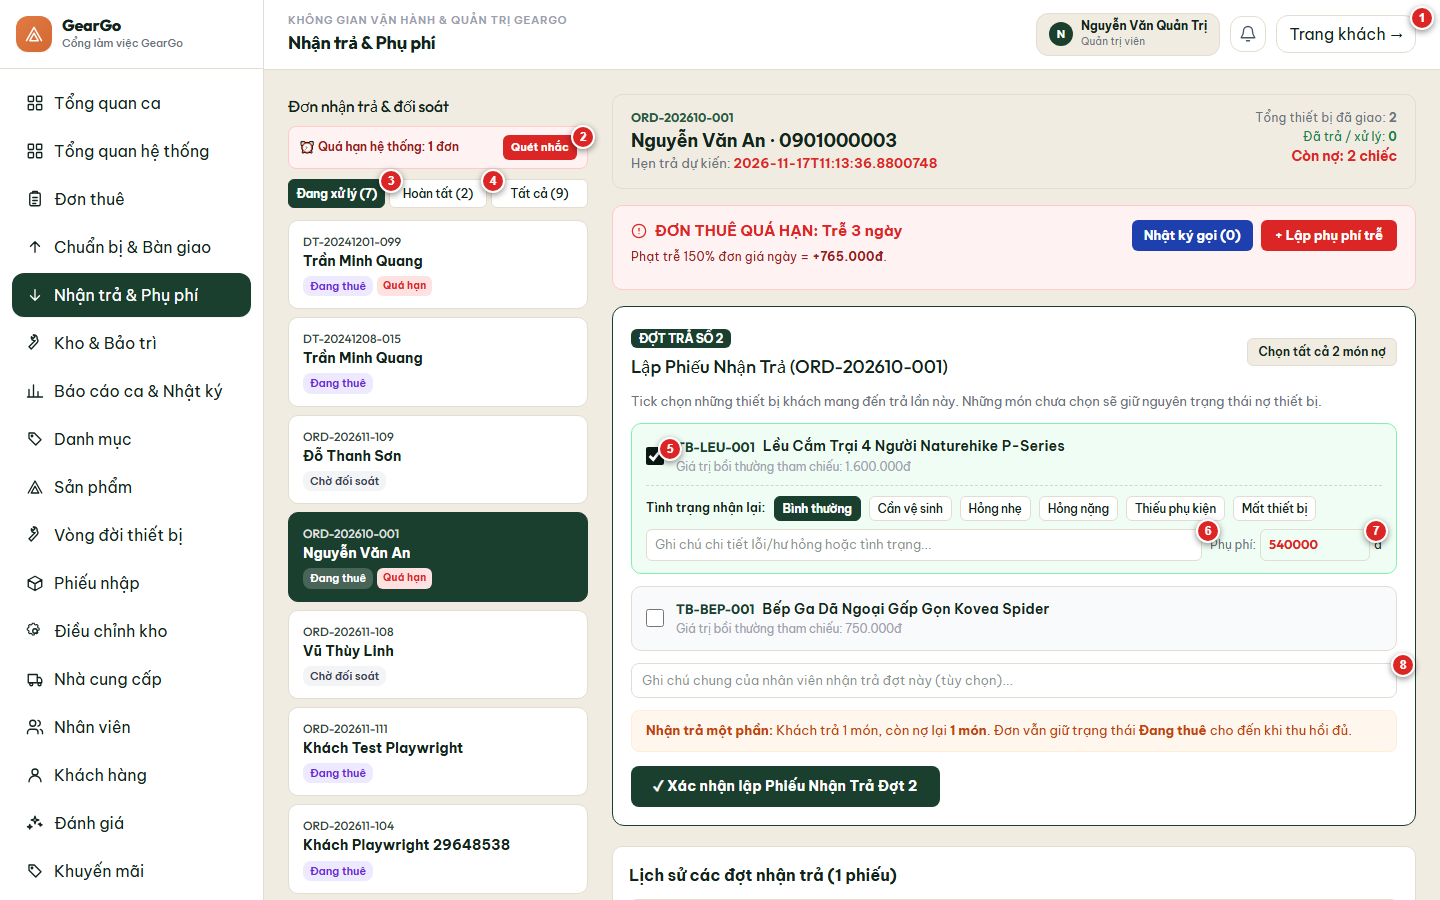 GearGo
Cổng làm việc GearGo
Tổng quan ca
Tổng quan hệ thống
Đơn thuê
Chuẩn bị & Bàn giao
Nhận trả & Phụ phí
Kho & Bảo trì
Báo cáo ca & Nhật ký
Danh mục
Sản phẩm
Vòng đời thiết bị
Phiếu nhập
Điều chỉnh kho
Nhà cung cấp
Nhân viên
Khách hàng
Đánh giá
Khuyến mãi
KHÔNG GIAN VẬN HÀNH & QUẢN TRỊ GEARGO
Nhận trả & Phụ phí
N
Nguyễn Văn Quản Trị
Quản trị viên
Trang khách →
1
Đơn nhận trả & đối soát
Quá hạn hệ thống: 1 đơn
Quét nhắc
2
Đang xử lý (7)
3
Hoàn tất (2)
4
Tất cả (9)
DT-20241201-099
Trần Minh Quang
Đang thuê
Quá hạn
DT-20241208-015
Trần Minh Quang
Đang thuê
ORD-202611-109
Đỗ Thanh Sơn
Chờ đối soát
ORD-202610-001
Nguyễn Văn An
Đang thuê
Quá hạn
ORD-202611-108
Vũ Thùy Linh
Chờ đối soát
ORD-202611-111
Khách Test Playwright
Đang thuê
ORD-202611-104
Khách Playwright 29648538
Đang thuê
ORD-202610-001
Nguyễn Văn An · 0901000003
Hẹn trả dự kiến: 2026-11-17T11:13:36.8800748
Tổng thiết bị đã giao: 2
Đã trả / xử lý: 0
Còn nợ: 2 chiếc
ĐƠN THUÊ QUÁ HẠN: Trễ 3 ngày
Phạt trễ 150% đơn giá ngày = +765.000đ.
Nhật ký gọi (0)
+ Lập phụ phí trễ
ĐỢT TRẢ SỐ 2
Lập Phiếu Nhận Trả (ORD-202610-001)
Chọn tất cả 2 món nợ
Tick chọn những thiết bị khách mang đến trả lần này. Những món chưa chọn sẽ giữ nguyên trạng thái nợ thiết bị.
5
TB-LEU-001 Lều Cắm Trại 4 Người Naturehike P-Series
Giá trị bồi thường tham chiếu: 1.600.000đ
Tình trạng nhận lại:
Bình thường
Cần vệ sinh
Hỏng nhẹ
Hỏng nặng
Thiếu phụ kiện
Mất thiết bị
Ghi chú chi tiết lỗi/hư hỏng hoặc tình trạng...
6
Phụ phí:
540000
7
đ
TB-BEP-001 Bếp Ga Dã Ngoại Gấp Gọn Kovea Spider
Giá trị bồi thường tham chiếu: 750.000đ
Ghi chú chung của nhân viên nhận trả đợt này (tùy chọn)...
8
Nhận trả một phần: Khách trả 1 món, còn nợ lại 1 món. Đơn vẫn giữ trạng thái Đang thuê cho đến khi thu hồi đủ.
✓ Xác nhận lập Phiếu Nhận Trả Đợt 2
Lịch sử các đợt nhận trả (1 phiếu)